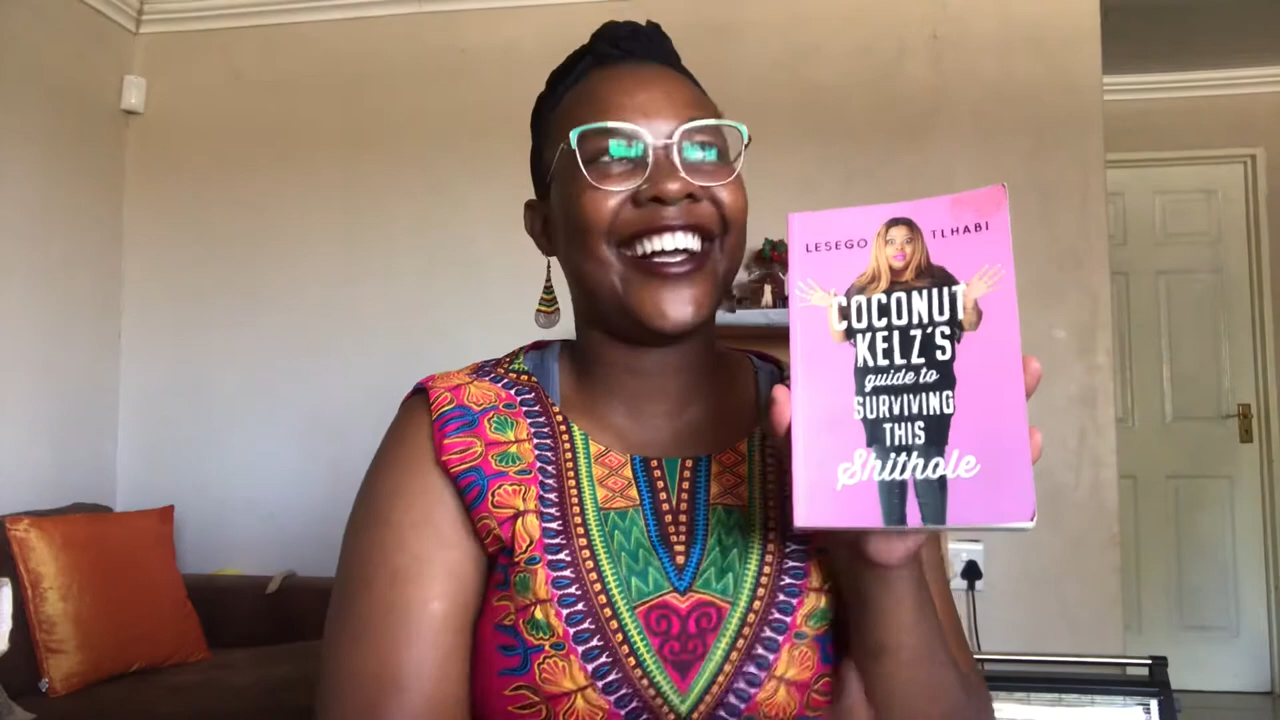 LESEGO TLHABI
COCONUT
KELZ'S
guide to
SURVIVING
THIS
Shithole